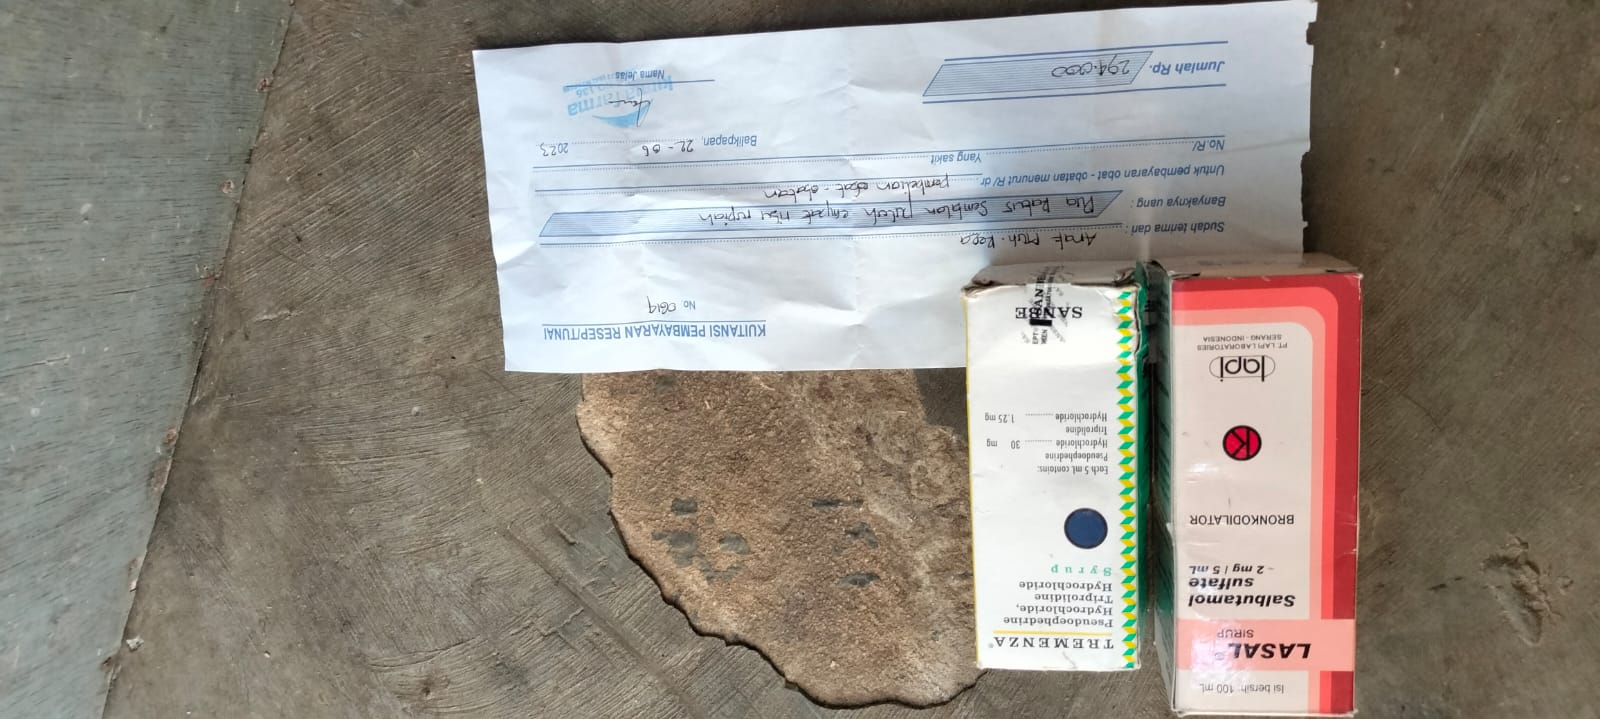 KUITANSI PEMBAYARAN RESEP TUNAI
No. 0619
Sudah terima dari : Anak Muh. Reza
Banyaknya uang : Dua Ratus Sembilan puluh empat ribu rupiah
Untuk pembayaran obat - obatan menurut R/ dr. pembelian obat - obatan
No.R/ Yang sakit
Balikpapan, 22 - 06 2023
Jumlah Rp. 294.000
Nama Jelas
TREMENZA®
Pseudoephedrine
Hydrochloride,
Triprolidine
Hydrochloride
Syrup
Each 5 mL contains:
Pseudoephedrine
Hydrochloride .......... 30 mg
Triprolidine
Hydrochloride .......... 1.25 mg
SANBE
Isi bersih: 100 mL
LASAL®
SIRUP
Salbutamol
sulfate
~ 2 mg / 5 mL
BRONKODILATOR
K
lapi
PT. LAPI LABORATORIES
SERANG - INDONESIA